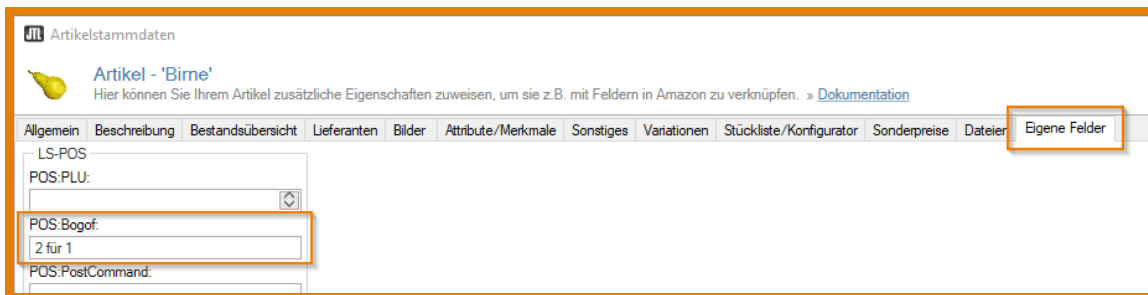 JTL Artikelstammdaten
Artikel - 'Birne'
Hier können Sie Ihrem Artikel zusätzliche Eigenschaften zuweisen, um sie z.B. mit Feldern in Amazon zu verknüpfen. » Dokumentation
Allgemein Beschreibung Bestandsübersicht Lieferanten Bilder Attribute/Merkmale Sonstiges Variationen Stückliste/Konfigurator Sonderpreise Dateien Eigene Felder
LS-POS
POS:PLU:
POS:Bogof:
2 für 1
POS:PostCommand: